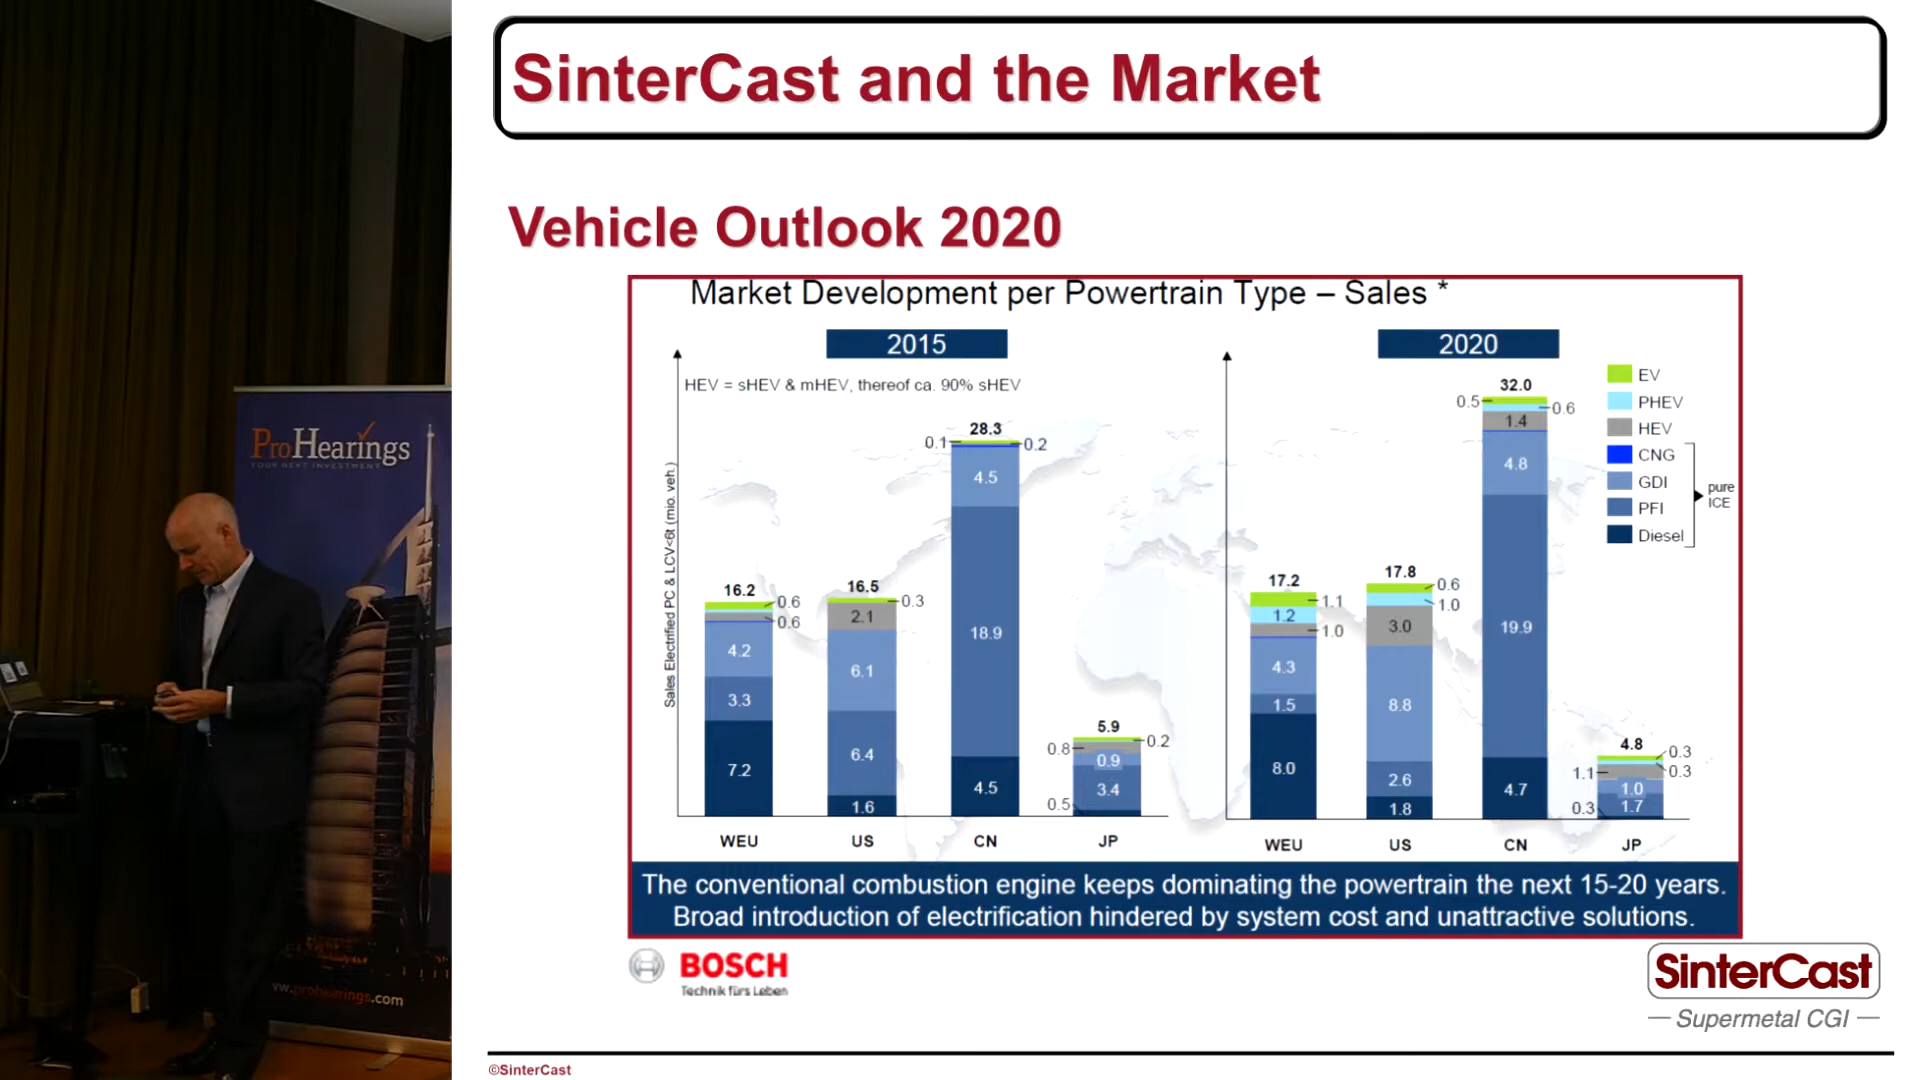 SinterCast and the Market
Vehicle Outlook 2020
Market Development per Powertrain Type – Sales *
2015
HEV = sHEV & mHEV, thereof ca. 90% sHEV
Sales Electrified PC & LCV<6t (mio. veh.)
16.2
0.6
0.6
4.2
3.3
7.2
WEU
16.5
0.3
2.1
6.1
6.4
1.6
US
28.3
0.1
0.2
4.5
18.9
4.5
CN
5.9
0.2
0.8
0.9
3.4
0.5
JP
2020
17.2
1.1
1.2
1.0
4.3
1.5
8.0
WEU
17.8
0.6
1.0
3.0
8.8
2.6
1.8
US
32.0
0.5
0.6
1.4
4.8
19.9
4.7
CN
4.8
0.3
0.3
1.1
1.0
1.7
0.3
JP
EV
PHEV
HEV
CNG
GDI
PFI
Diesel
pure
ICE
The conventional combustion engine keeps dominating the powertrain the next 15-20 years.
Broad introduction of electrification hindered by system cost and unattractive solutions.
BOSCH
Technik fürs Leben
SinterCast
— Supermetal CGI —
©SinterCast
ProHearings
YOUR NEXT INVESTMENT
vw.prohearings.com